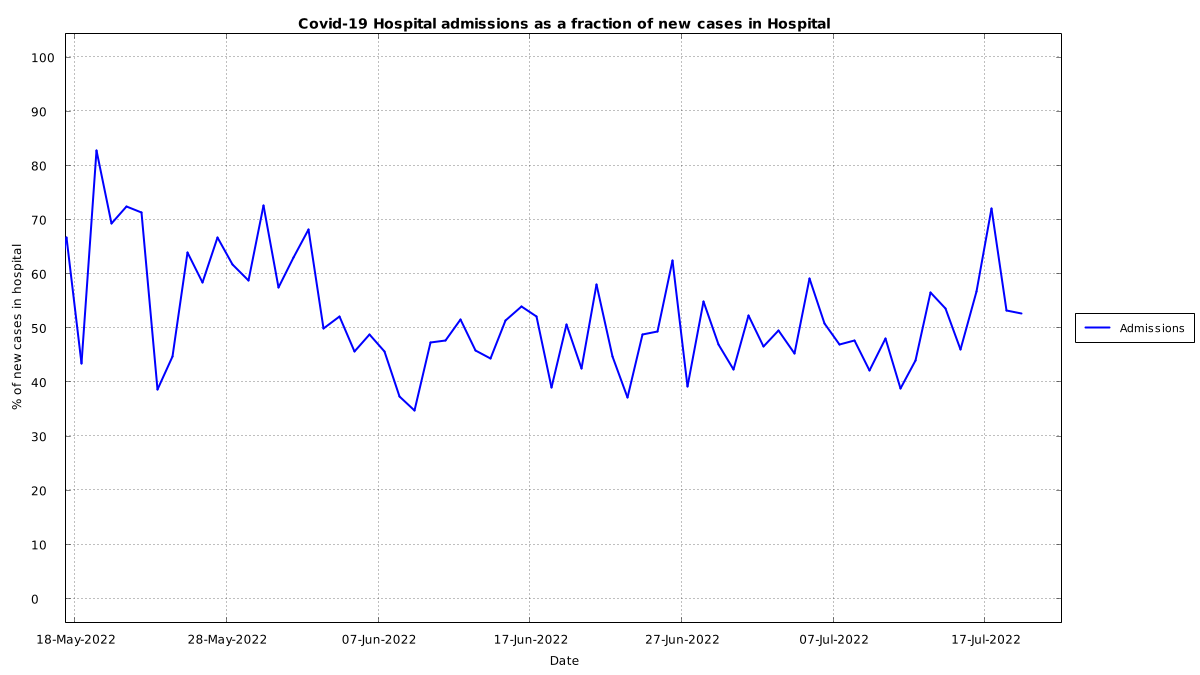 Covid-19 Hospital admissions as a fraction of new cases in Hospital
100
90
80
70
60
50
40
30
20
10
0
% of new cases in hospital
18-May-2022
28-May-2022
07-Jun-2022
17-Jun-2022
27-Jun-2022
07-Jul-2022
17-Jul-2022
Date
Admissions